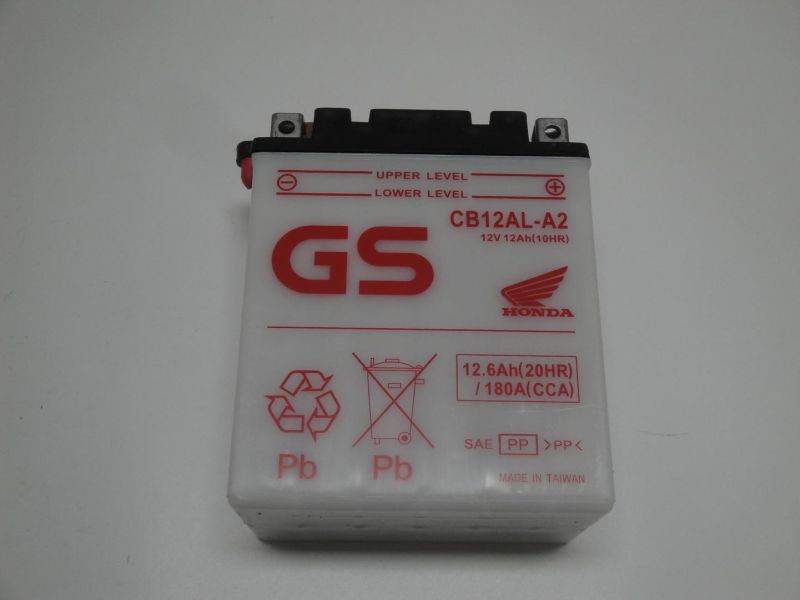 UPPER LEVEL
LOWER LEVEL
CB12AL-A2
12V 12Ah(10HR)
GS
HONDA
12.6Ah(20HR)
/180A(CCA)
SAE PP >PP<
Pb Pb
MADE IN TAIWAN